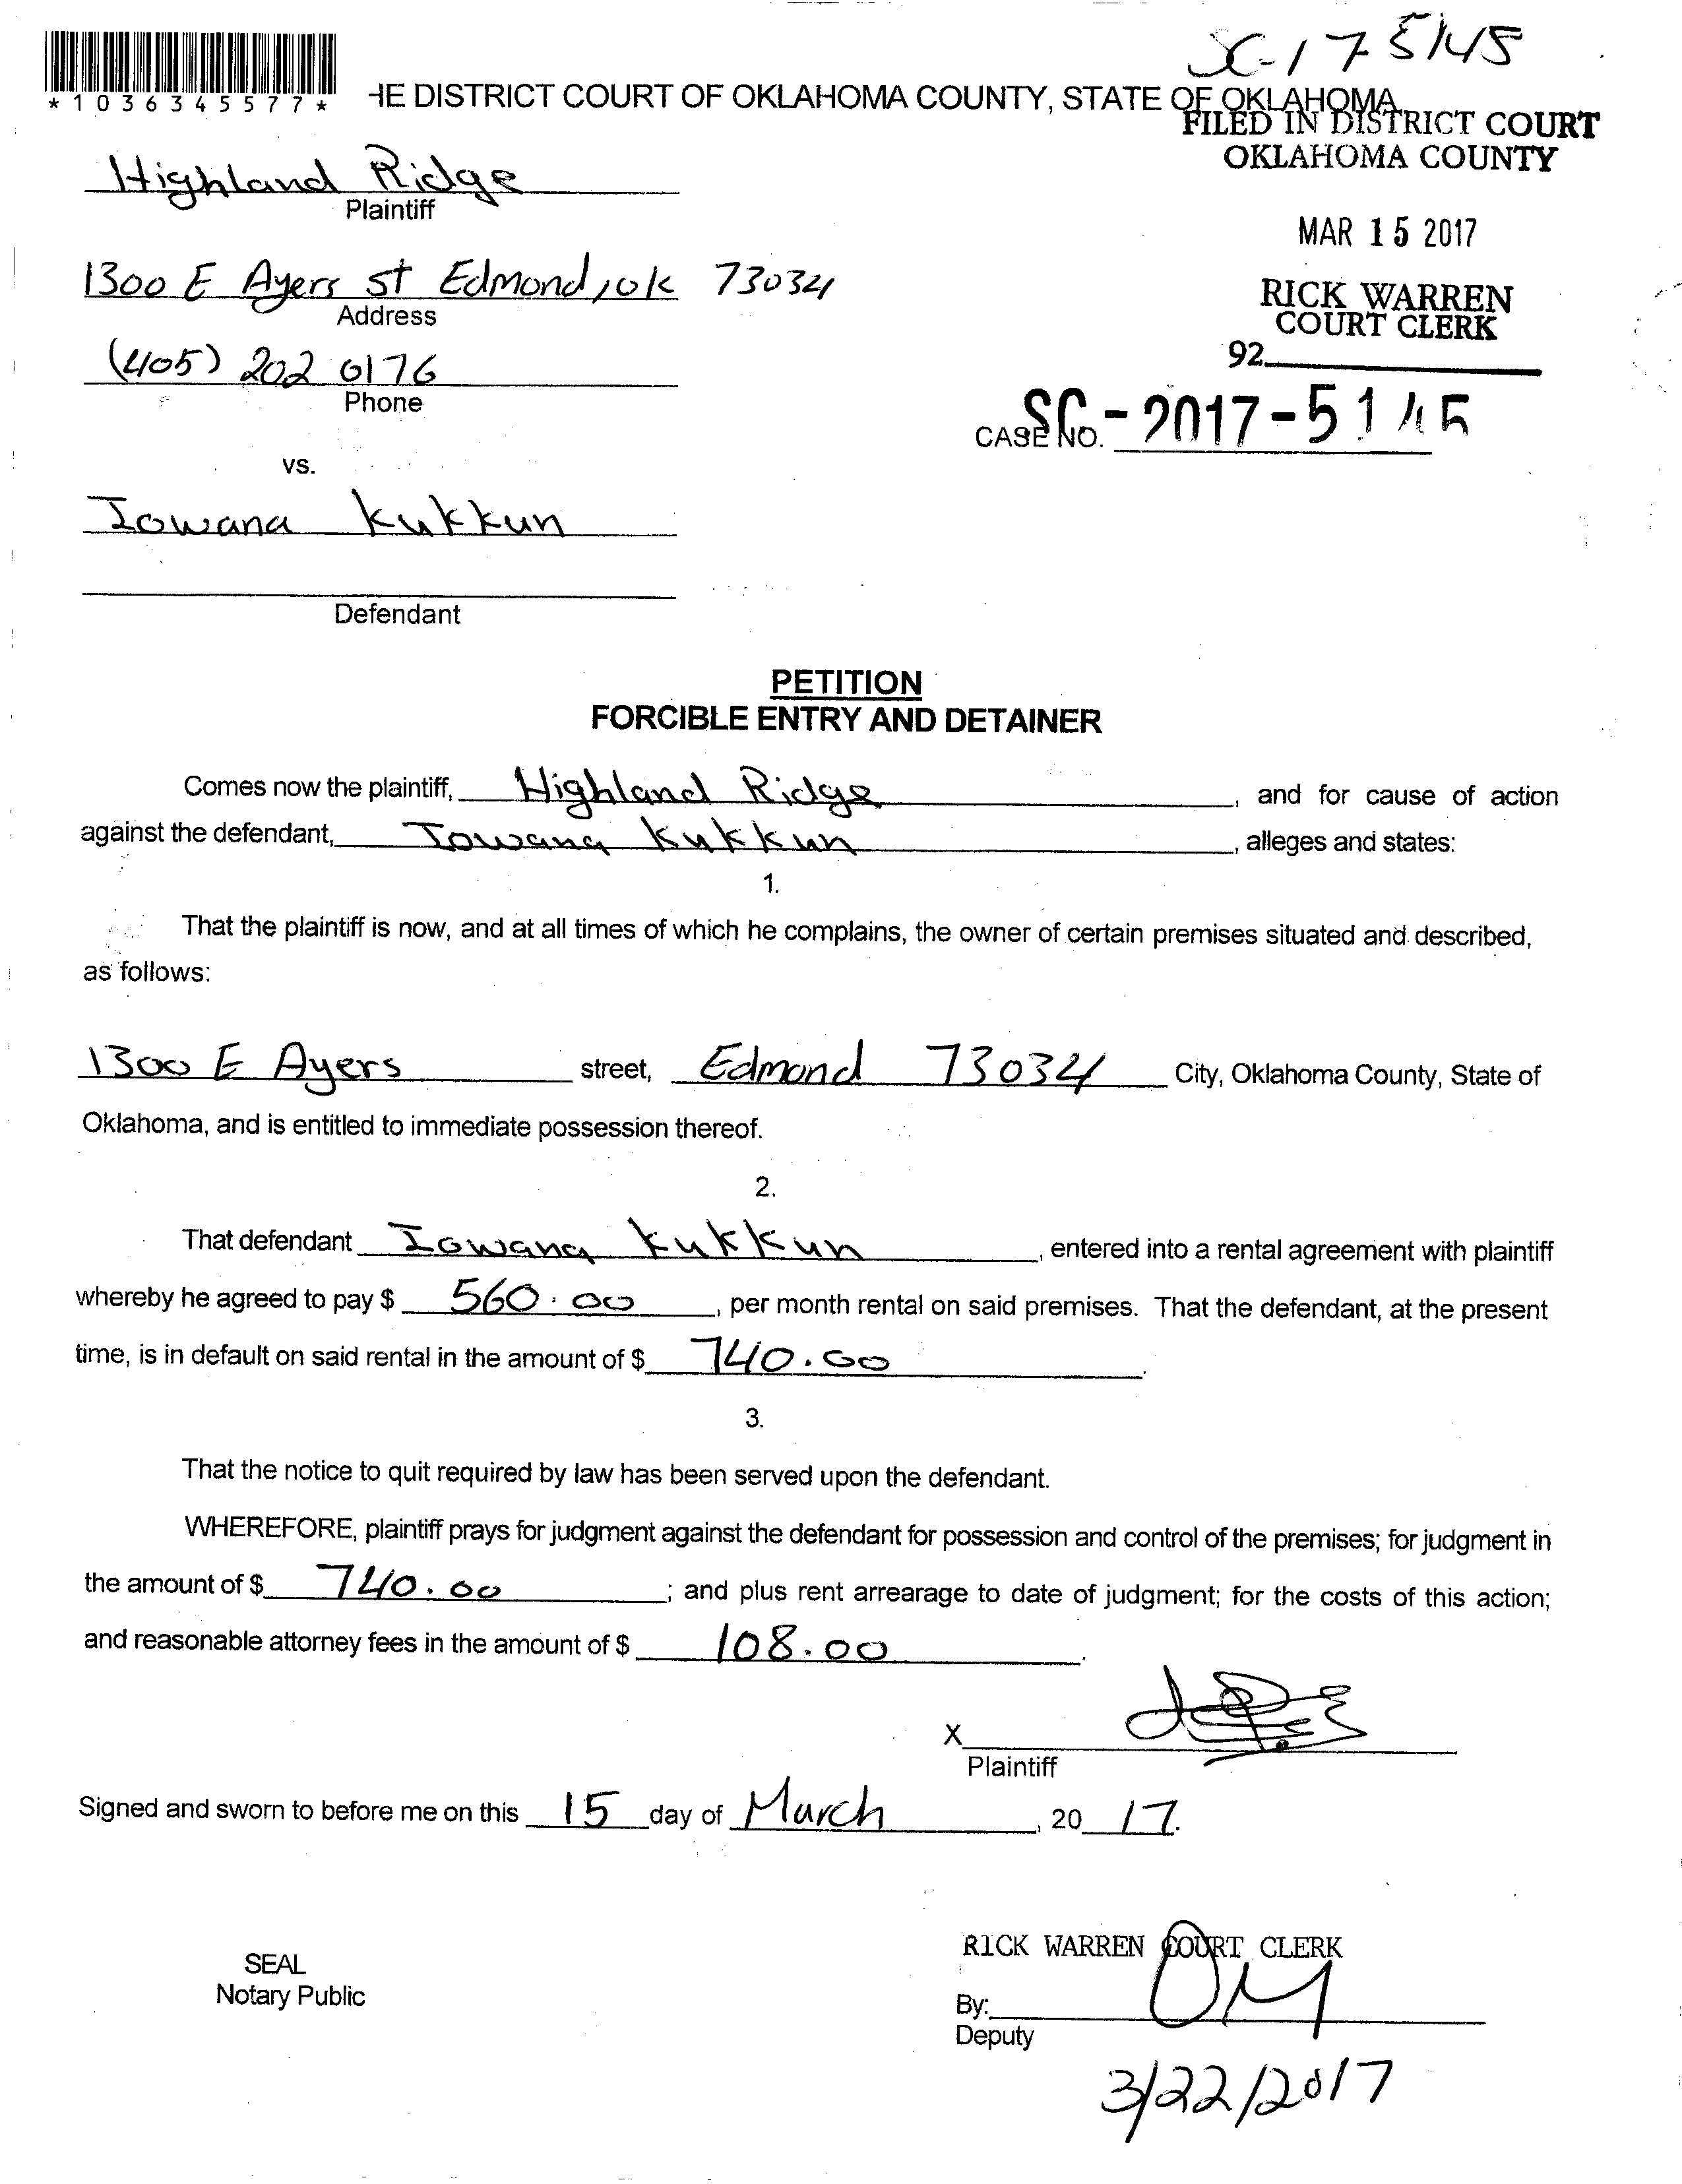 SC-17 5145
*1036345577*
HE DISTRICT COURT OF OKLAHOMA COUNTY, STATE OF OKLAHOMA
FILED IN DISTRICT COURT
OKLAHOMA COUNTY
Highland Ridge
Plaintiff
MAR 15 2017
1300 E Ayers St Edmond, OK 73034
Address
RICK WARREN
COURT CLERK
(405) 202 0176
Phone
92
CASE NO. SC-2017-5145
vs.
Iowana Kukkun
Defendant
PETITION
FORCIBLE ENTRY AND DETAINER
Comes now the plaintiff, Highland Ridge, and for cause of action
against the defendant, Iowana Kukkun, alleges and states:
1.
That the plaintiff is now, and at all times of which he complains, the owner of certain premises situated and described,
as follows:
1300 E Ayers street, Edmond 73034 City, Oklahoma County, State of
Oklahoma, and is entitled to immediate possession thereof.
2.
That defendant Iowana Kukkun, entered into a rental agreement with plaintiff
whereby he agreed to pay $ 560.00, per month rental on said premises. That the defendant, at the present
time, is in default on said rental in the amount of $ 740.00.
3.
That the notice to quit required by law has been served upon the defendant.
WHEREFORE, plaintiff prays for judgment against the defendant for possession and control of the premises; for judgment in
the amount of $ 740.00; and plus rent arrearage to date of judgment; for the costs of this action;
and reasonable attorney fees in the amount of $ 108.00.
X
Plaintiff
Signed and sworn to before me on this 15 day of March, 20 17.
RICK WARREN COURT CLERK
SEAL
Notary Public
By: OM
Deputy
3/22/2017